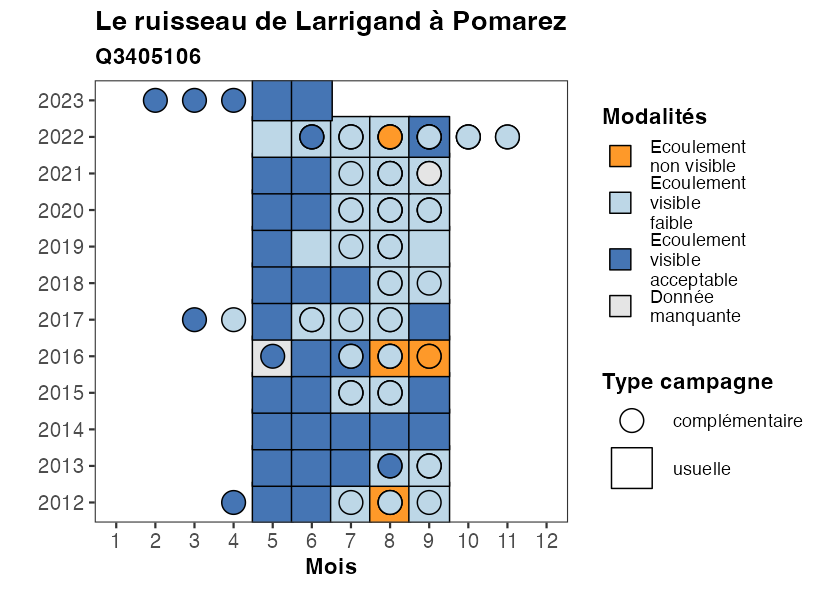 Le ruisseau de Larrigand à Pomarez
Q3405106
2023
2022
2021
2020
2019
2018
2017
2016
2015
2014
2013
2012
1 2 3 4 5 6 7 8 9 10 11 12
Mois
Modalités
Ecoulement
non visible
Ecoulement
visible
faible
Ecoulement
visible
acceptable
Donnée
manquante
Type campagne
complémentaire
usuelle